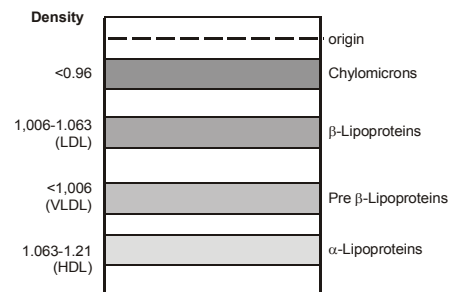 Density
origin
<0.96
Chylomicrons
1,006-1.063
(LDL)
β-Lipoproteins
<1,006
(VLDL)
Pre β-Lipoproteins
1.063-1.21
(HDL)
α-Lipoproteins